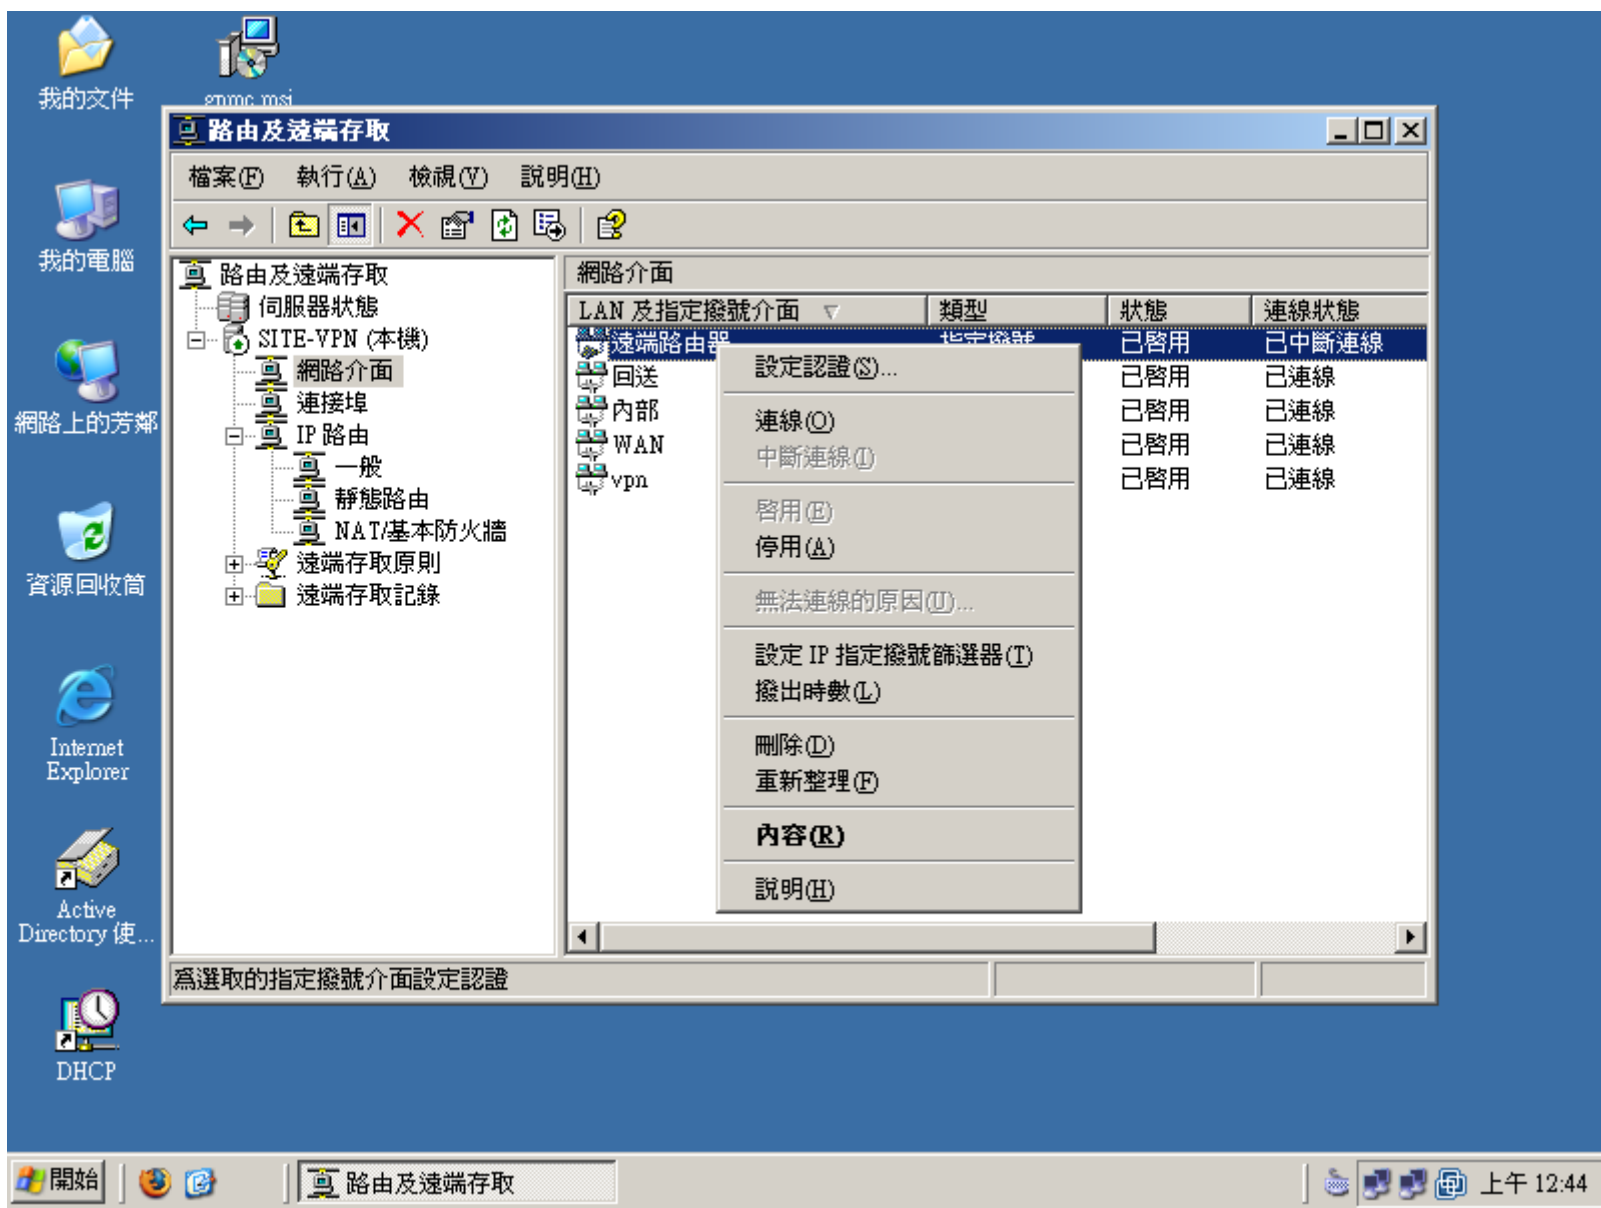 我的文件
gpmc.msi
我的電腦
網路上的芳鄰
資源回收筒
Internet
Explorer
Active
Directory 使...
DHCP
路由及遠端存取
檔案(F) 執行(A) 檢視(V) 說明(H)
路由及遠端存取
伺服器狀態
SITE-VPN (本機)
網路介面
連接埠
IP 路由
一般
靜態路由
NAT/基本防火牆
遠端存取原則
遠端存取記錄
網路介面
LAN 及指定撥號介面 類型 狀態 連線狀態
遠端路由器 指定撥號 已啓用 已中斷連線
回送 已啓用 已連線
內部 已啓用 已連線
WAN 已啓用 已連線
vpn 已啓用 已連線
設定認證(S)...
連線(O)
中斷連線(I)
啓用(E)
停用(A)
無法連線的原因(U)...
設定 IP 指定撥號篩選器(T)
撥出時數(L)
刪除(D)
重新整理(F)
內容(R)
說明(H)
爲選取的指定撥號介面設定認證
開始 路由及遠端存取 上午 12:44